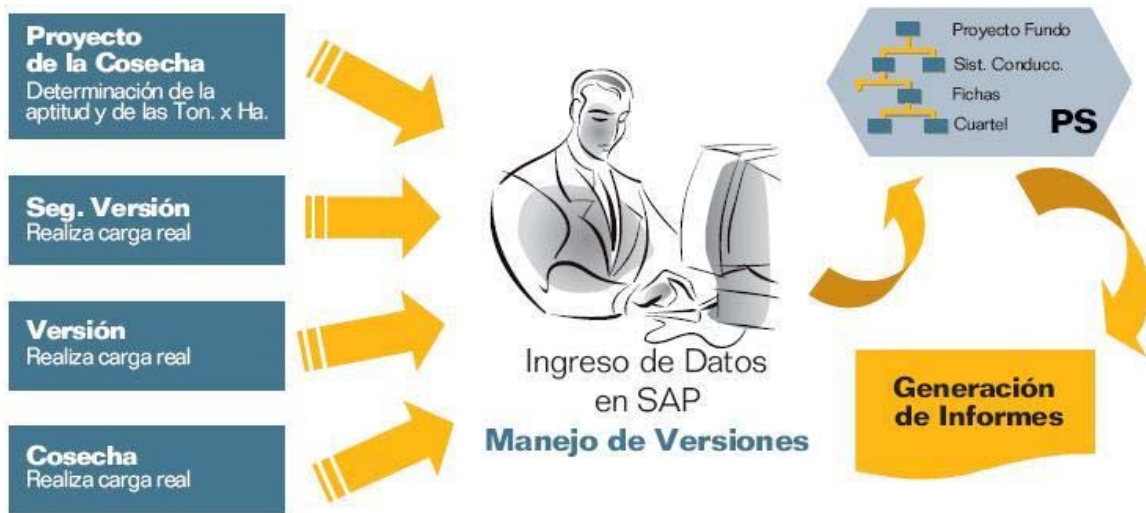 Proyecto
de la Cosecha
Determinación de la
aptitud y de las Ton. x Ha.
Seg. Versión
Realiza carga real
Versión
Realiza carga real
Cosecha
Realiza carga real
Ingreso de Datos
en SAP
Manejo de Versiones
Proyecto Fundo
Sist. Conducc.
Fichas
Cuartel
PS
Generación
de Informes